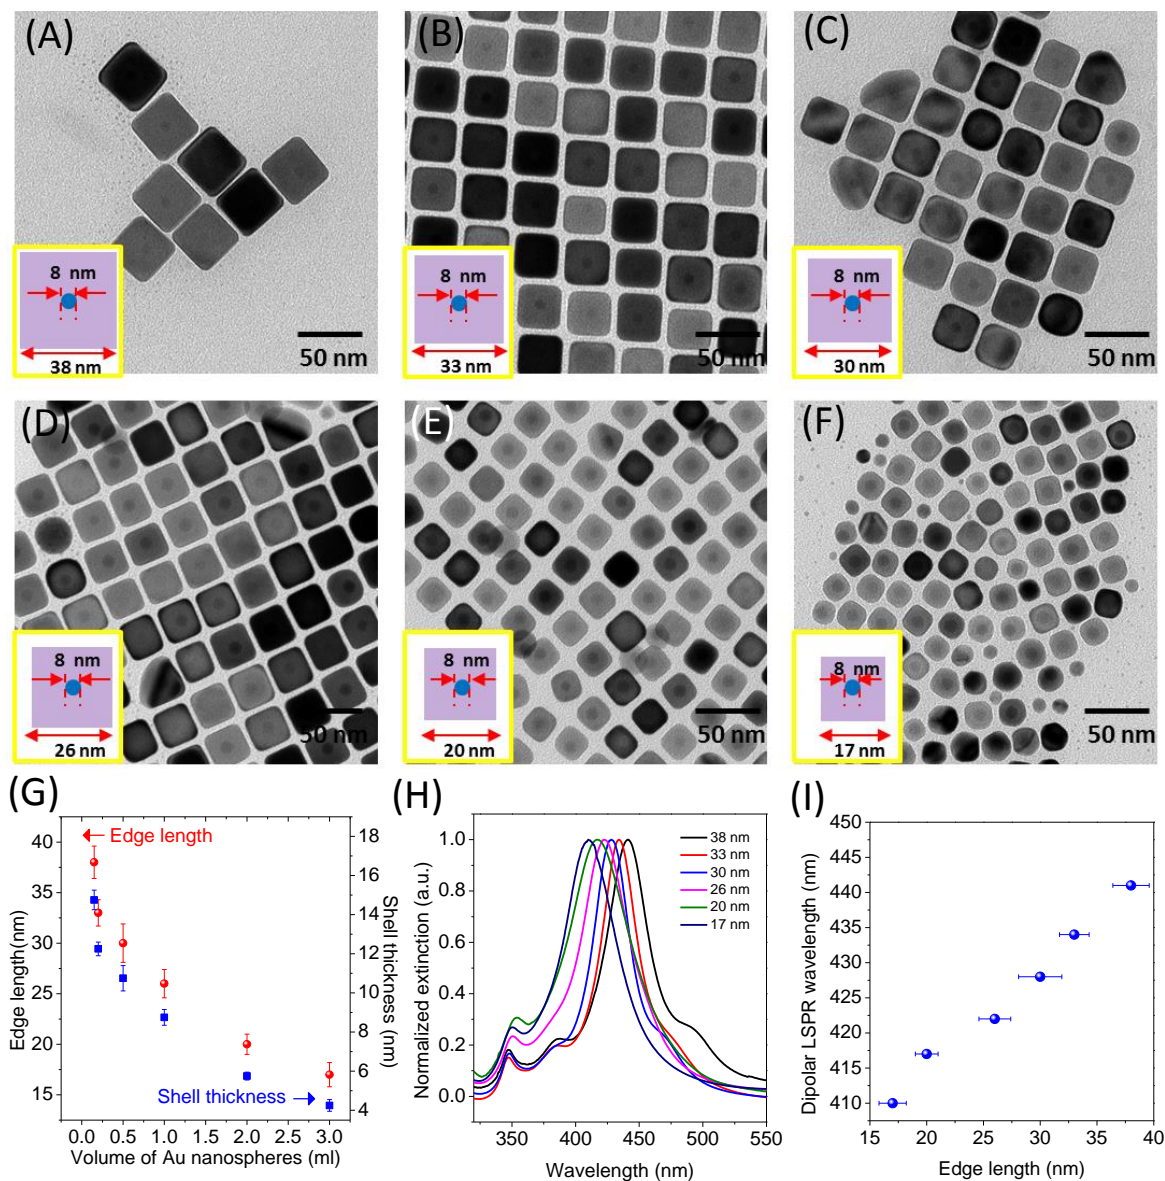 (A)
8 nm
38 nm
50 nm
(B)
8 nm
33 nm
50 nm
(C)
8 nm
30 nm
50 nm
(D)
8 nm
26 nm
50 nm
(E)
8 nm
20 nm
50 nm
(F)
8 nm
17 nm
50 nm
(G)
Edge length
Shell thickness
40
35
30
25
20
15
Edge length(nm)
18
16
14
12
10
8
6
4
Shell thickness (nm)
0.0 0.5 1.0 2.0 3.0
Volume of Au nanospheres (ml)
(H)
38 nm
33 nm
30 nm
26 nm
20 nm
17 nm
1.0
0.8
0.6
0.4
0.2
0.0
Normalized extinction (a.u.)
350 400 450 500 550
Wavelength (nm)
(I)
450
445
440
435
430
425
420
415
410
Dipolar LSPR wavelength (nm)
15 20 25 30 35 40
Edge length (nm)